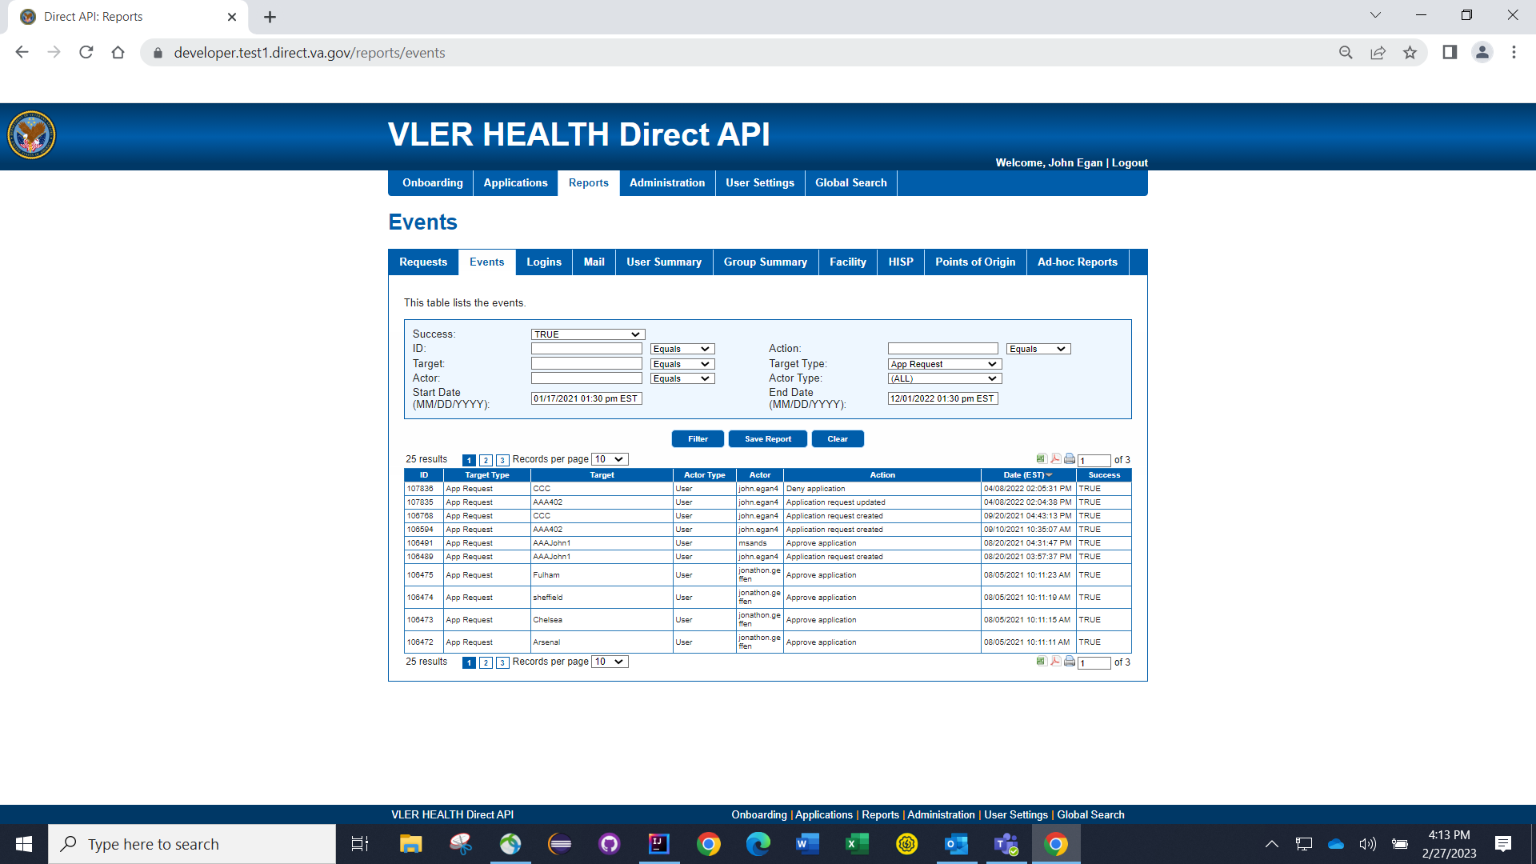 Direct API: Reports
developer.test1.direct.va.gov/reports/events
VLER HEALTH Direct API
Welcome, John Egan | Logout
Onboarding Applications Reports Administration User Settings Global Search
Events
Requests Events Logins Mail User Summary Group Summary Facility HISP Points of Origin Ad-hoc Reports
This table lists the events.
Success: TRUE
ID: Equals Action: Equals
Target: Equals Target Type: App Request
Actor: Equals Actor Type: (ALL)
Start Date (MM/DD/YYYY): 01/17/2021 01:30 pm EST End Date (MM/DD/YYYY): 12/01/2022 01:30 pm EST
Filter Save Report Clear
25 results 1 2 3 Records per page 10 1 of 3
ID Target Type Target Actor Type Actor Action Date (EST) Success
107836 App Request CCC User john.egan4 Deny application 04/08/2022 02:05:31 PM TRUE
107835 App Request AAA402 User john.egan4 Application request updated 04/08/2022 02:04:38 PM TRUE
106768 App Request CCC User john.egan4 Application request created 09/20/2021 04:43:13 PM TRUE
106594 App Request AAA402 User john.egan4 Application request created 09/10/2021 10:35:07 AM TRUE
106491 App Request AAAJohn1 User msands Approve application 08/20/2021 04:31:47 PM TRUE
106489 App Request AAAJohn1 User john.egan4 Application request created 08/20/2021 03:57:37 PM TRUE
106475 App Request Fulham User jonathon.geffen Approve application 08/05/2021 10:11:23 AM TRUE
106474 App Request sheffield User jonathon.geffen Approve application 08/05/2021 10:11:19 AM TRUE
106473 App Request Chelsea User jonathon.geffen Approve application 08/05/2021 10:11:15 AM TRUE
106472 App Request Arsenal User jonathon.geffen Approve application 08/05/2021 10:11:11 AM TRUE
25 results 1 2 3 Records per page 10 1 of 3
VLER HEALTH Direct API Onboarding | Applications | Reports | Administration | User Settings | Global Search
Type here to search
4:13 PM
2/27/2023